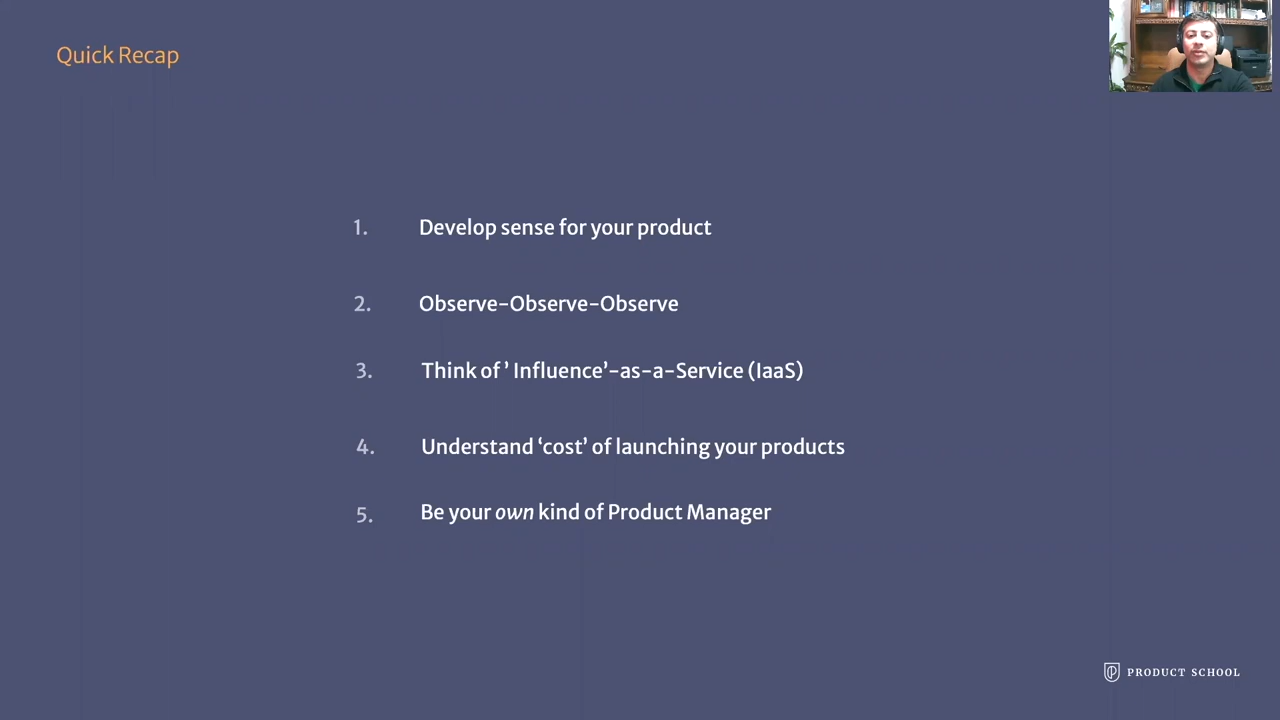 Quick Recap
1. Develop sense for your product
2. Observe-Observe-Observe
3. Think of ’ Influence’-as-a-Service (IaaS)
4. Understand ‘cost’ of launching your products
5. Be your own kind of Product Manager
PRODUCT SCHOOL